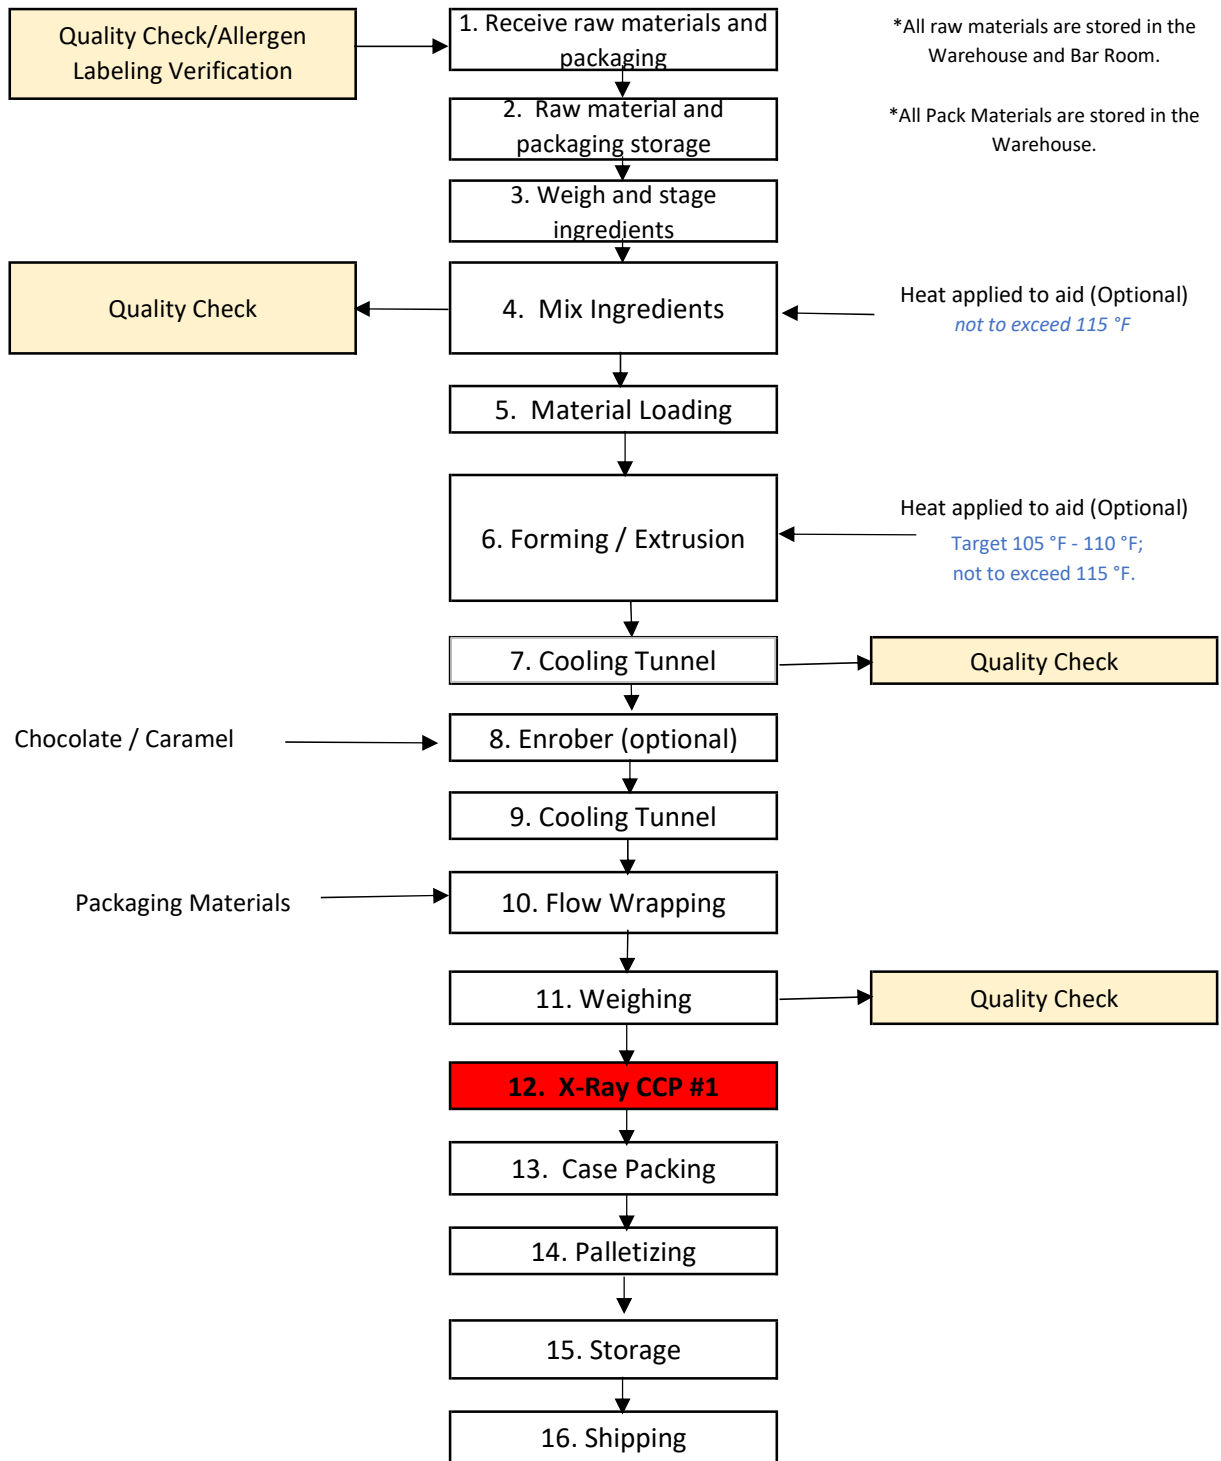 Quality Check/Allergen
Labeling Verification
1. Receive raw materials and
packaging
*All raw materials are stored in the
Warehouse and Bar Room.
2.  Raw material and
packaging storage
*All Pack Materials are stored in the
Warehouse.
3. Weigh and stage
ingredients
Quality Check
4.  Mix Ingredients
Heat applied to aid (Optional)
not to exceed 115 °F
5.  Material Loading
6. Forming / Extrusion
Heat applied to aid (Optional)
Target 105 °F - 110 °F;
not to exceed 115 °F.
7. Cooling Tunnel
Quality Check
Chocolate / Caramel
8. Enrober (optional)
9. Cooling Tunnel
Packaging Materials
10. Flow Wrapping
11. Weighing
Quality Check
12.  X-Ray CCP #1
13.  Case Packing
14. Palletizing
15. Storage
16. Shipping